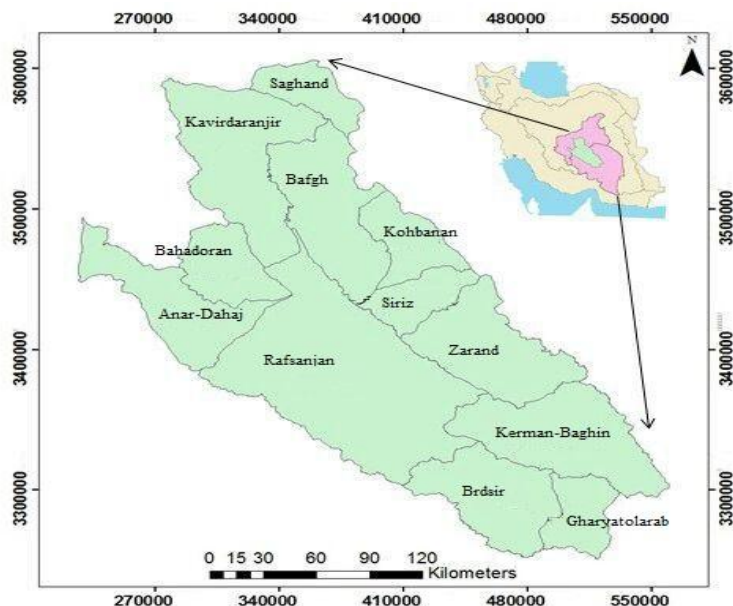 270000 340000 410000 480000 550000
N
3600000 3600000
Saghand
Kavirdaranjir
Bafgh
3500000 3500000
Kohbanan
Bahadoran
Siriz
Anar-Dahaj
Zarand
3400000 3400000
Rafsanjan
Kerman-Baghin
Brdsir
3300000 3300000
Gharyatolarab
0 15 30 60 90 120
Kilometers
270000 340000 410000 480000 550000